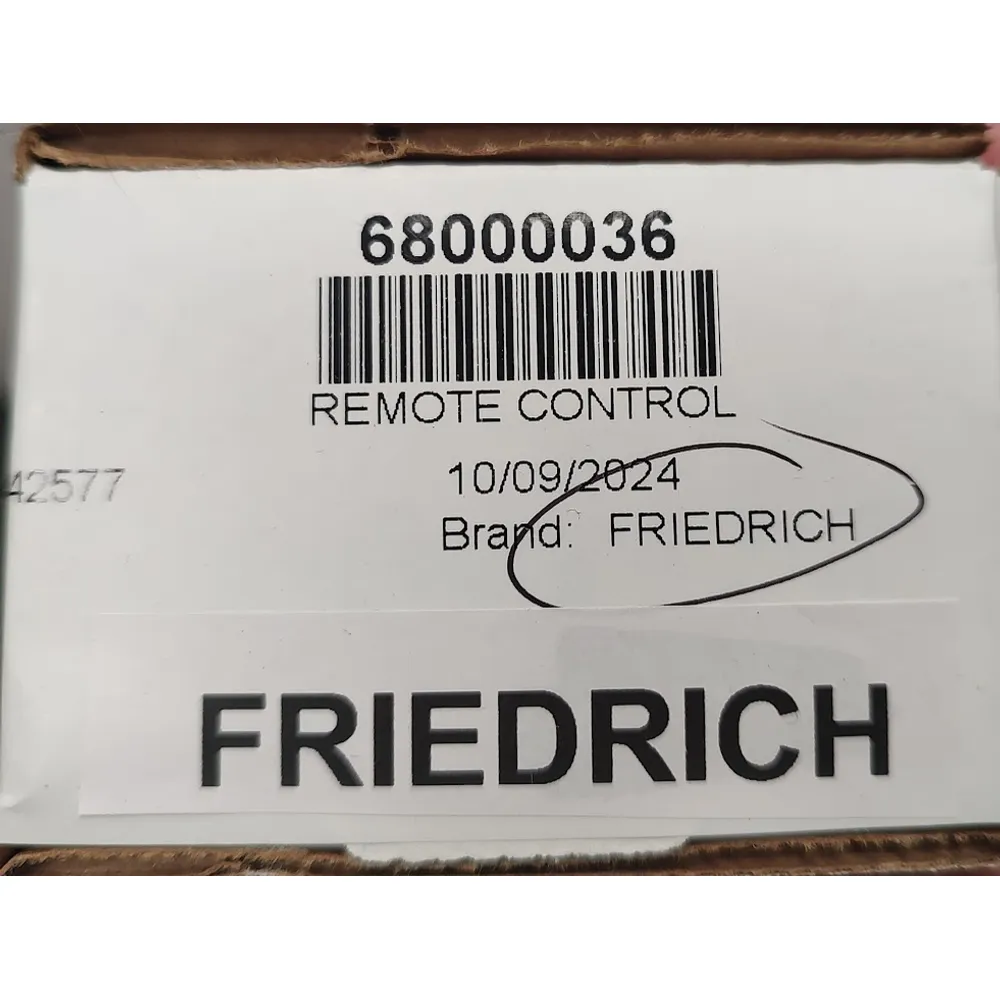 68000036
REMOTE CONTROL
42577
10/09/2024
Brand: FRIEDRICH
FRIEDRICH